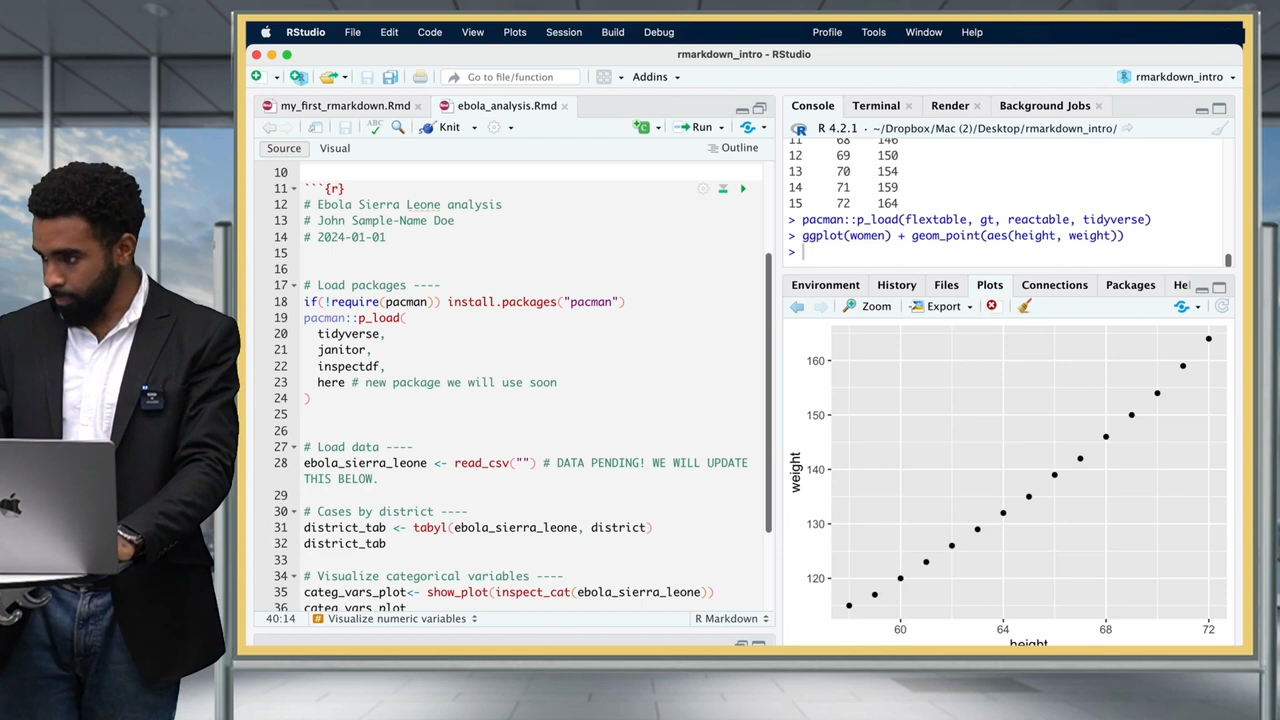 RStudio File Edit Code View Plots Session Build Debug Profile Tools Window Help
rmarkdown_intro - RStudio
Go to file/function Addins rmarkdown_intro
my_first_rmarkdown.Rmd ebola_analysis.Rmd
ABC Knit Run
Source Visual Outline
10
11 ```{r}
12 # Ebola Sierra Leone analysis
13 # John Sample-Name Doe
14 # 2024-01-01
15
16
17 # Load packages ----
18 if(!require(pacman)) install.packages("pacman")
19 pacman::p_load(
20 tidyverse,
21 janitor,
22 inspectdf,
23 here # new package we will use soon
24 )
25
26
27 # Load data ----
28 ebola_sierra_leone <- read_csv("") # DATA PENDING! WE WILL UPDATE
THIS BELOW.
29
30 # Cases by district ----
31 district_tab <- tabyl(ebola_sierra_leone, district)
32 district_tab
33
34 # Visualize categorical variables ----
35 categ_vars_plot<- show_plot(inspect_cat(ebola_sierra_leone))
36 categ_vars_plot
40:14 # Visualize numeric variables R Markdown
Console Terminal Render Background Jobs
R R 4.2.1 · ~/Dropbox/Mac (2)/Desktop/rmarkdown_intro/
11 68 146
12 69 150
13 70 154
14 71 159
15 72 164
> pacman::p_load(flextable, gt, reactable, tidyverse)
> ggplot(women) + geom_point(aes(height, weight))
>
Environment History Files Plots Connections Packages Hel
Zoom Export
160
150
140
130
120
weight
60 64 68 72
height